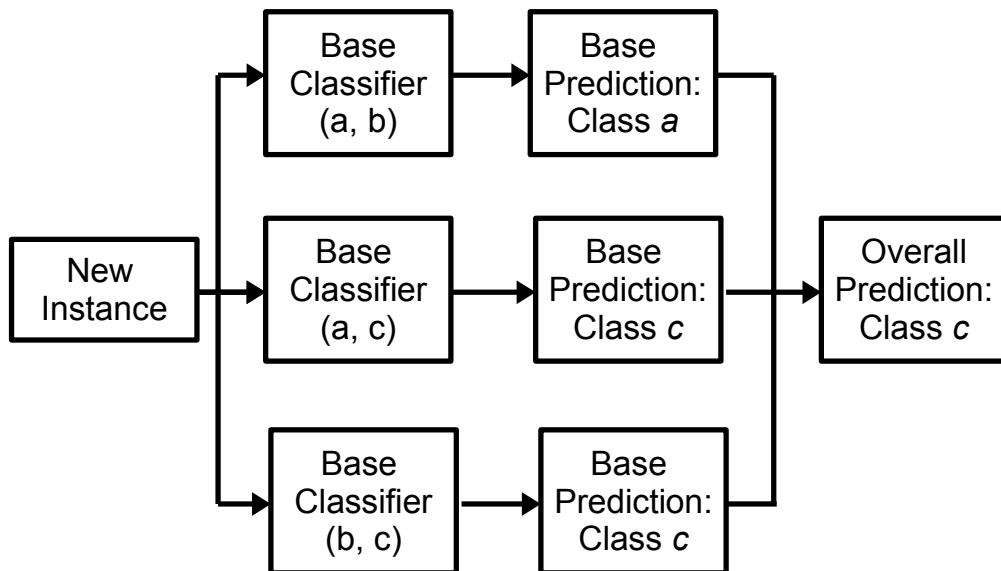 New
Instance
Base
Classifier
(a, b)
Base
Prediction:
Class a
Base
Classifier
(a, c)
Base
Prediction:
Class c
Base
Classifier
(b, c)
Base
Prediction:
Class c
Overall
Prediction:
Class c